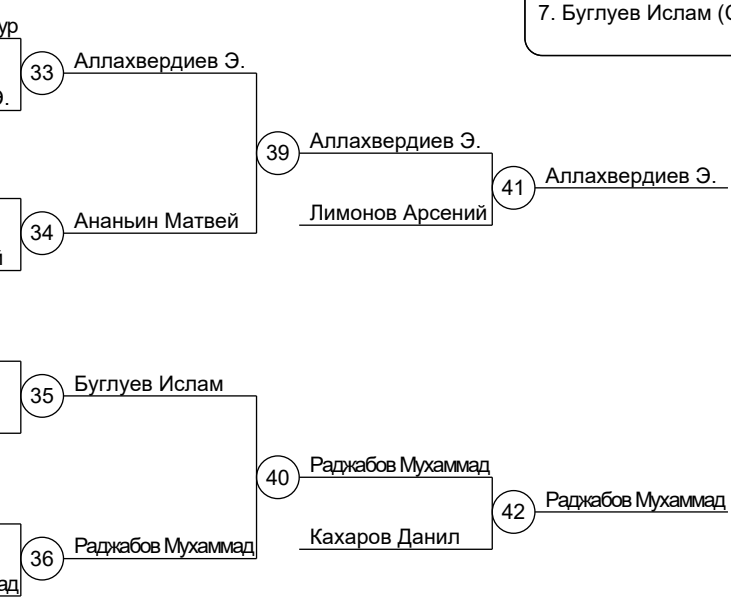 7. Буглуев Ислам (
33
Аллахвердиев Э.
39
Аллахвердиев Э.
41
Аллахвердиев Э.
Лимонов Арсений
34
Ананьин Матвей
35
Буглуев Ислам
40
Раджабов Мухаммад
42
Раджабов Мухаммад
Кахаров Данил
36
Раджабов Мухаммад